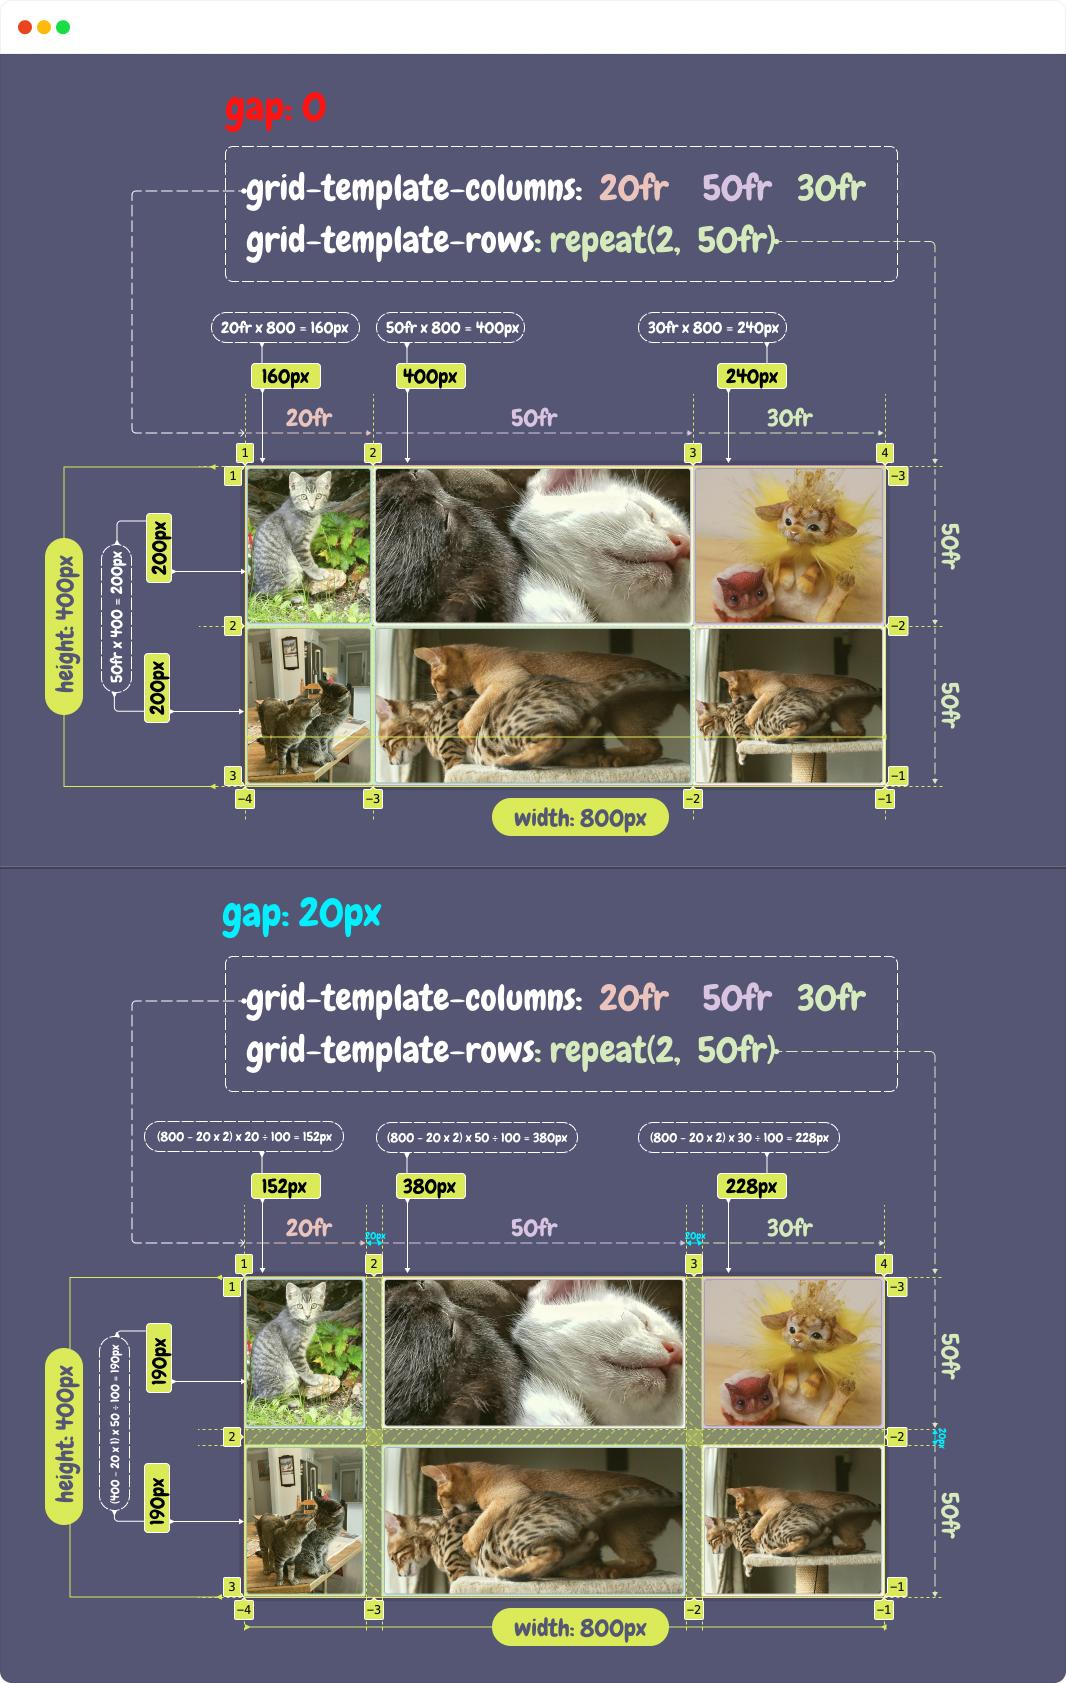 gap: 0
grid-template-columns: 20fr 50fr 30fr
grid-template-rows: repeat(2, 50fr)
20fr x 800 = 160px 50fr x 800 = 400px 30fr x 800 = 240px
160px 400px 240px
20fr 50fr 30fr
1 2 3 4
1 -3
200px
50fr
height: 400px
50fr x 400 = 200px
2 -2
200px
50fr
3 -1
-4 -3 -2 -1
width: 800px
gap: 20px
grid-template-columns: 20fr 50fr 30fr
grid-template-rows: repeat(2, 50fr)
(800 - 20 x 2) x 20 ÷ 100 = 152px (800 - 20 x 2) x 50 ÷ 100 = 380px (800 - 20 x 2) x 30 ÷ 100 = 228px
152px 380px 228px
20fr 20px 50fr 20px 30fr
1 2 3 4
1 -3
190px
50fr
height: 400px
(400 - 20 x 1) x 50 ÷ 100 = 190px
2 -2 20px
190px
50fr
3 -1
-4 -3 -2 -1
width: 800px